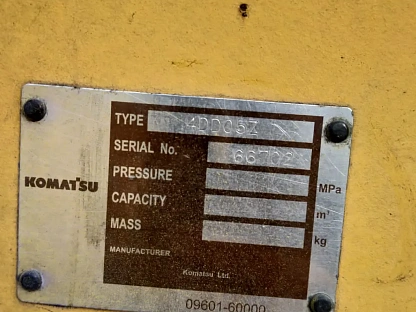 TYPE
SERIAL No. 66702
PRESSURE MPa
KOMATSU
CAPACITY m³
MASS kg
MANUFACTURER
Komatsu Ltd.
09601-60000